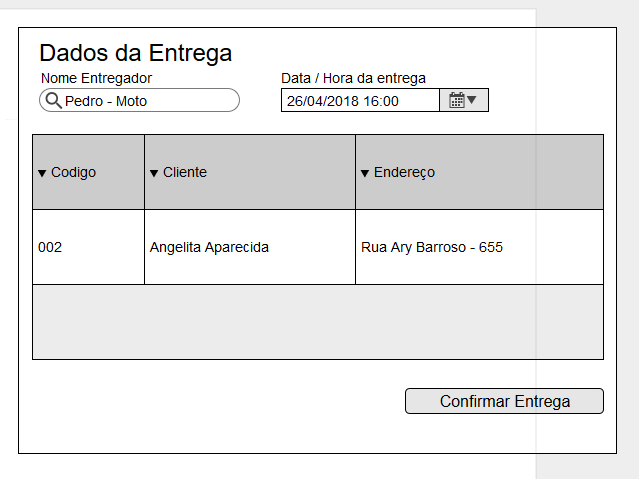 Dados da Entrega
Nome Entregador
Data / Hora da entrega
Pedro - Moto
26/04/2018 16:00
Codigo
Cliente
Endereço
002
Angelita Aparecida
Rua Ary Barroso - 655
Confirmar Entrega